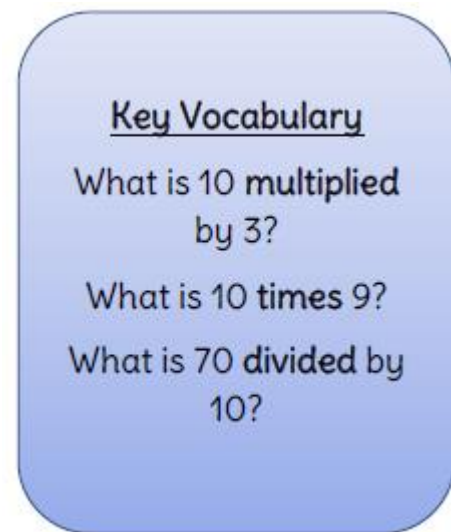 Key Vocabulary
What is 10 multiplied
by 3?
What is 10 times 9?
What is 70 divided by
10?